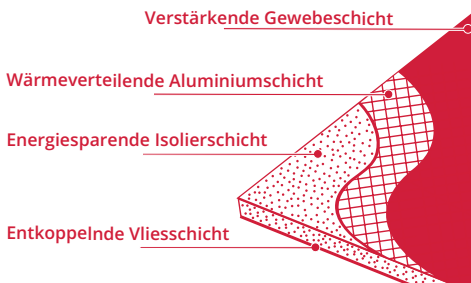 Verstärkende Gewebeschicht
Wärmeverteilende Aluminiumschicht
Energiesparende Isolierschicht
Entkoppelnde Vliesschicht